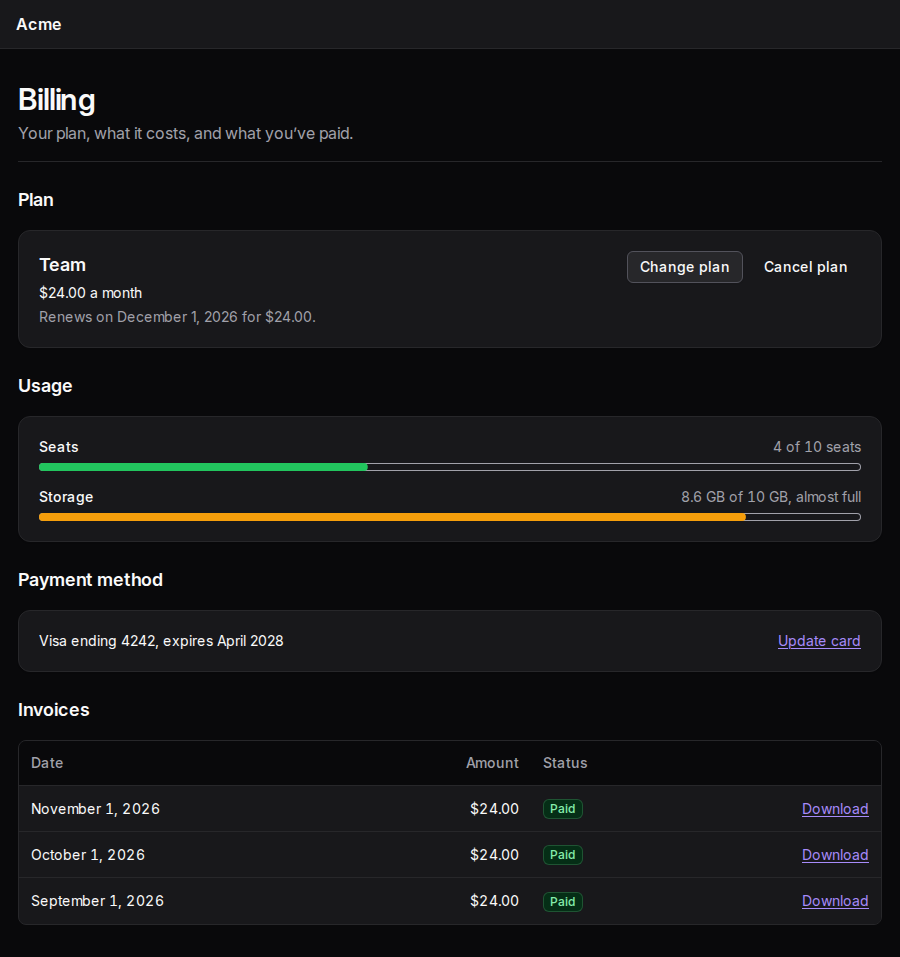 Acme
Billing
Your plan, what it costs, and what you’ve paid.
Plan
Team
Change plan
Cancel plan
$24.00 a month
Renews on December 1, 2026 for $24.00.
Usage
Seats
4 of 10 seats
Storage
8.6 GB of 10 GB, almost full
Payment method
Visa ending 4242, expires April 2028
Update card
Invoices
Date Amount Status
November 1, 2026 $24.00 Paid Download
October 1, 2026 $24.00 Paid Download
September 1, 2026 $24.00 Paid Download